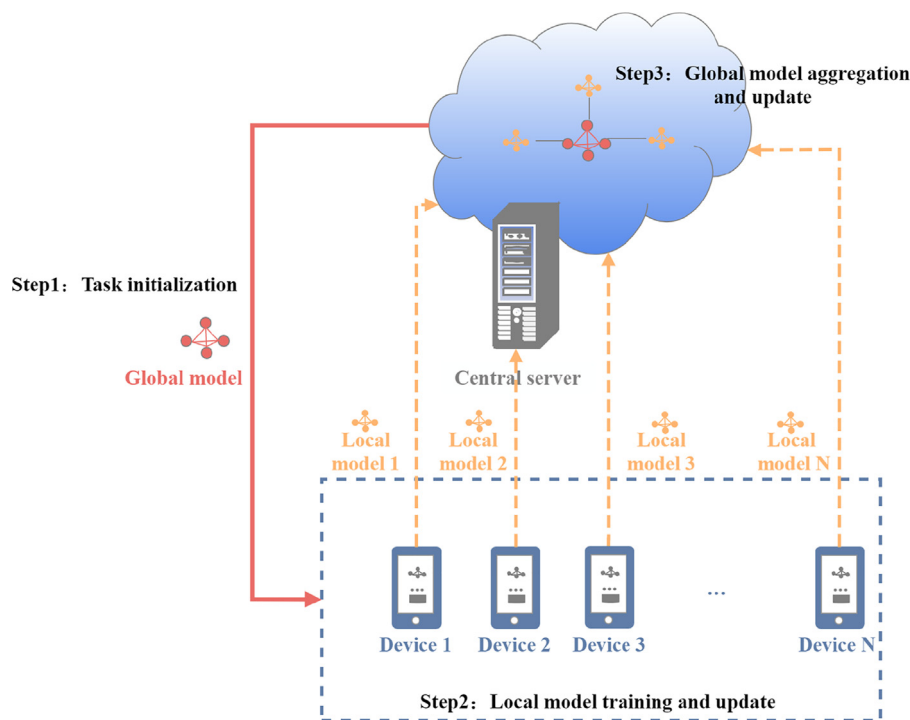 Step3：Global model aggregation
and update
Step1：Task initialization
Global model
Central server
Local
model 1
Local
model 2
Local
model 3
Local
model N
Device 1
Device 2
Device 3
...
Device N
Step2：Local model training and update